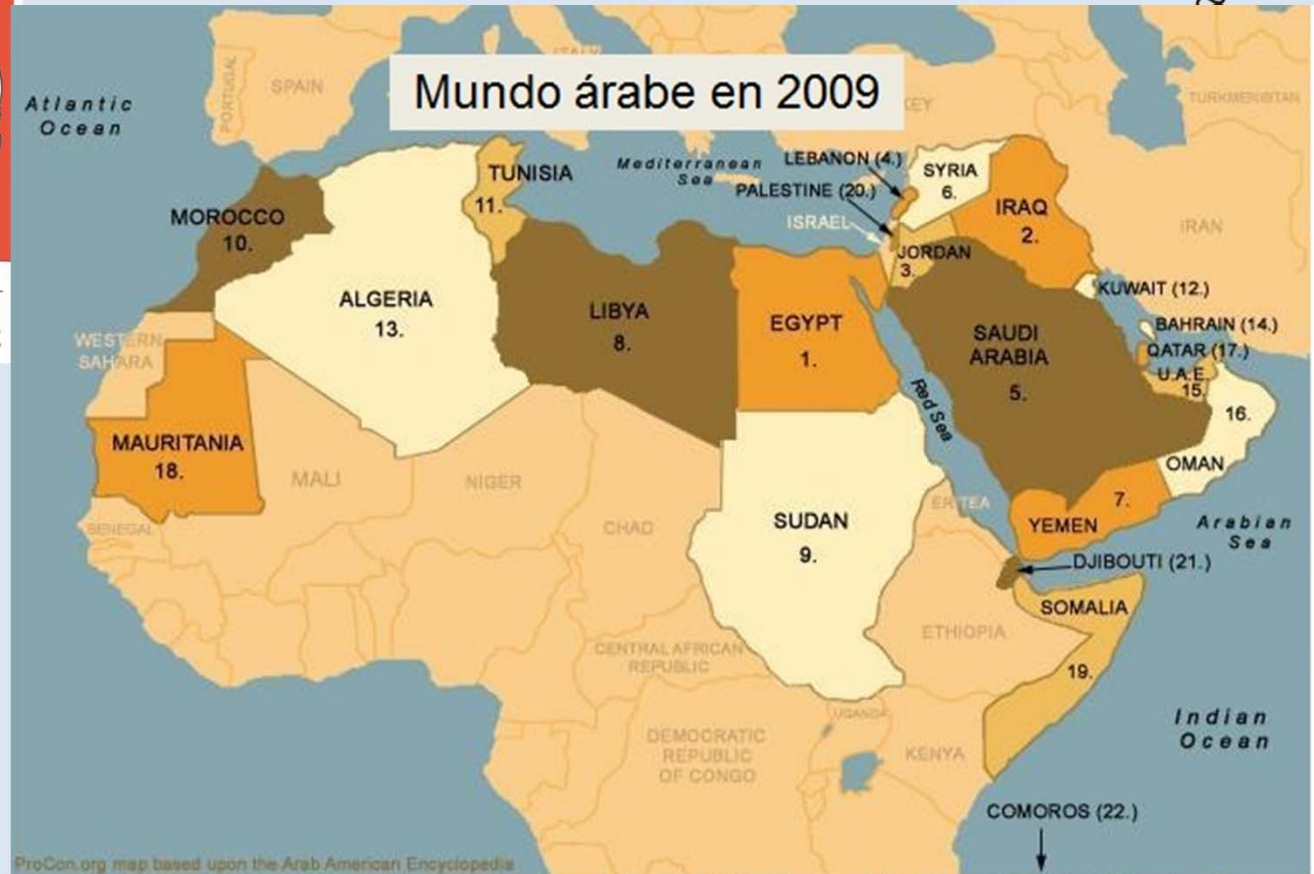 Mundo árabe en 2009
Atlantic
Ocean
PORTUGAL
SPAIN
ITALY
KEY
TURKMENISTAN
Mediterranean
Sea
LEBANON (4.)
PALESTINE (20.)
ISRAEL
SYRIA
6.
IRAQ
2.
IRAN
JORDAN
3.
TUNISIA
11.
MOROCCO
10.
ALGERIA
13.
LIBYA
8.
EGYPT
1.
SAUDI
ARABIA
5.
KUWAIT (12.)
BAHRAIN (14.)
QATAR (17.)
U.A.E.
15.
16.
OMAN
Red Sea
WESTERN
SAHARA
MAURITANIA
18.
MALI
NIGER
CHAD
SUDAN
9.
ERITEA
7.
YEMEN
Arabian
Sea
DJIBOUTI (21.)
SENEGAL
SOMALIA
19.
ETHIOPIA
CENTRAL AFRICAN
REPUBLIC
UGANDA
KENYA
DEMOCRATIC
REPUBLIC
OF CONGO
Indian
Ocean
COMOROS (22.)
ProCon.org map based upon the Arab American Encyclopedia